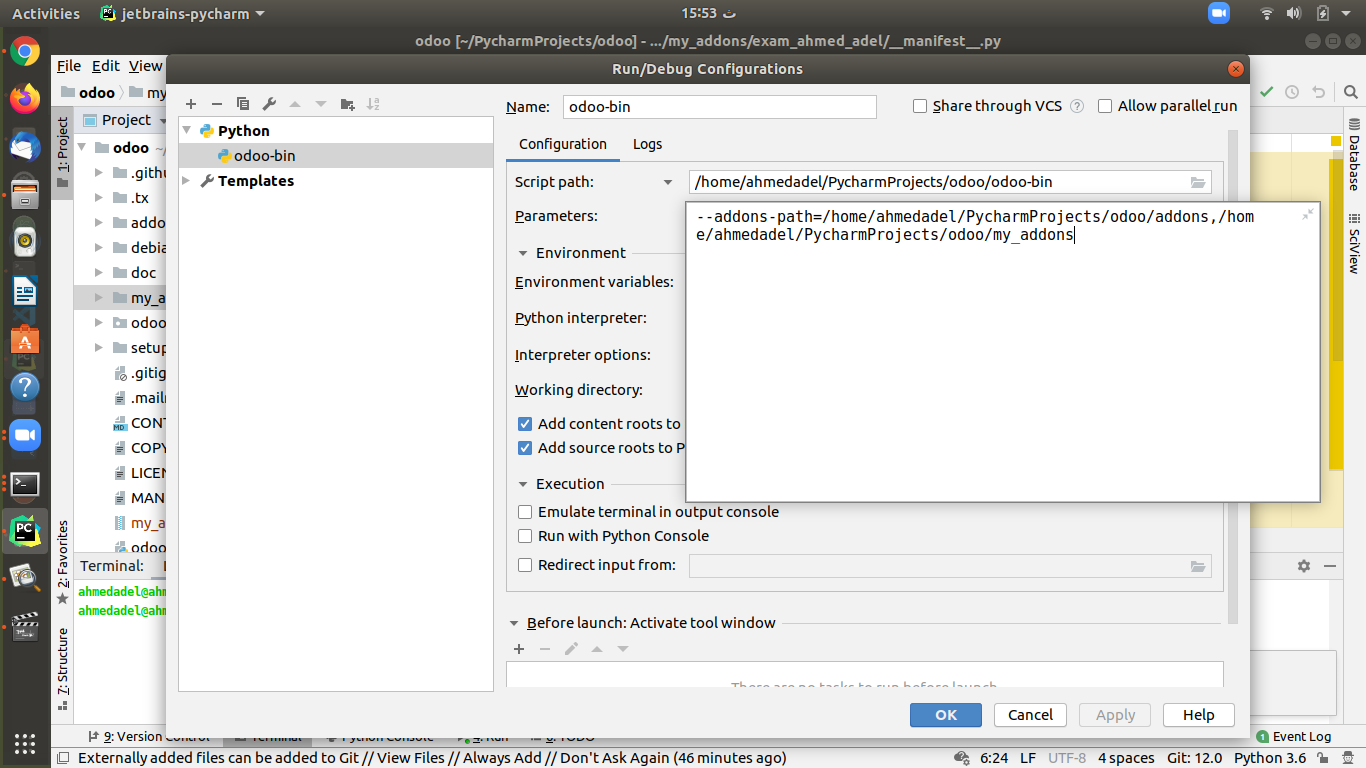 Activities
jetbrains-pycharm
15:53 ث
odoo [~/PycharmProjects/odoo] - .../my_addons/exam_ahmed_adel/__manifest__.py
File Edit View
Run/Debug Configurations
odoo
my
1: Project
Project
odoo ~/
.githu
.tx
addo
debia
doc
my_a
odoo
setup
.gitig
.mailm
CONT
COPY
LICEN
MAN
my_a
odoo
Python
odoo-bin
Templates
Name: odoo-bin
Share through VCS
Allow parallel run
Configuration
Logs
Script path: /home/ahmedadel/PycharmProjects/odoo/odoo-bin
Parameters:
--addons-path=/home/ahmedadel/PycharmProjects/odoo/addons,/hom
e/ahmedadel/PycharmProjects/odoo/my_addons
Environment
Environment variables:
Python interpreter:
Interpreter options:
Working directory:
Add content roots to
Add source roots to P
Execution
Emulate terminal in output console
Run with Python Console
Redirect input from:
Before launch: Activate tool window
There are no tasks to run before launch
OK
Cancel
Apply
Help
Database
SciView
2: Favorites
7: Structure
Terminal:
ahmedadel@ahm
ahmedadel@ahm
9: Version Control
Terminal
Python Console
4: Run
6: TODO
1 Event Log
Externally added files can be added to Git // View Files // Always Add // Don't Ask Again (46 minutes ago)
6:24 LF UTF-8 4 spaces Git: 12.0 Python 3.6